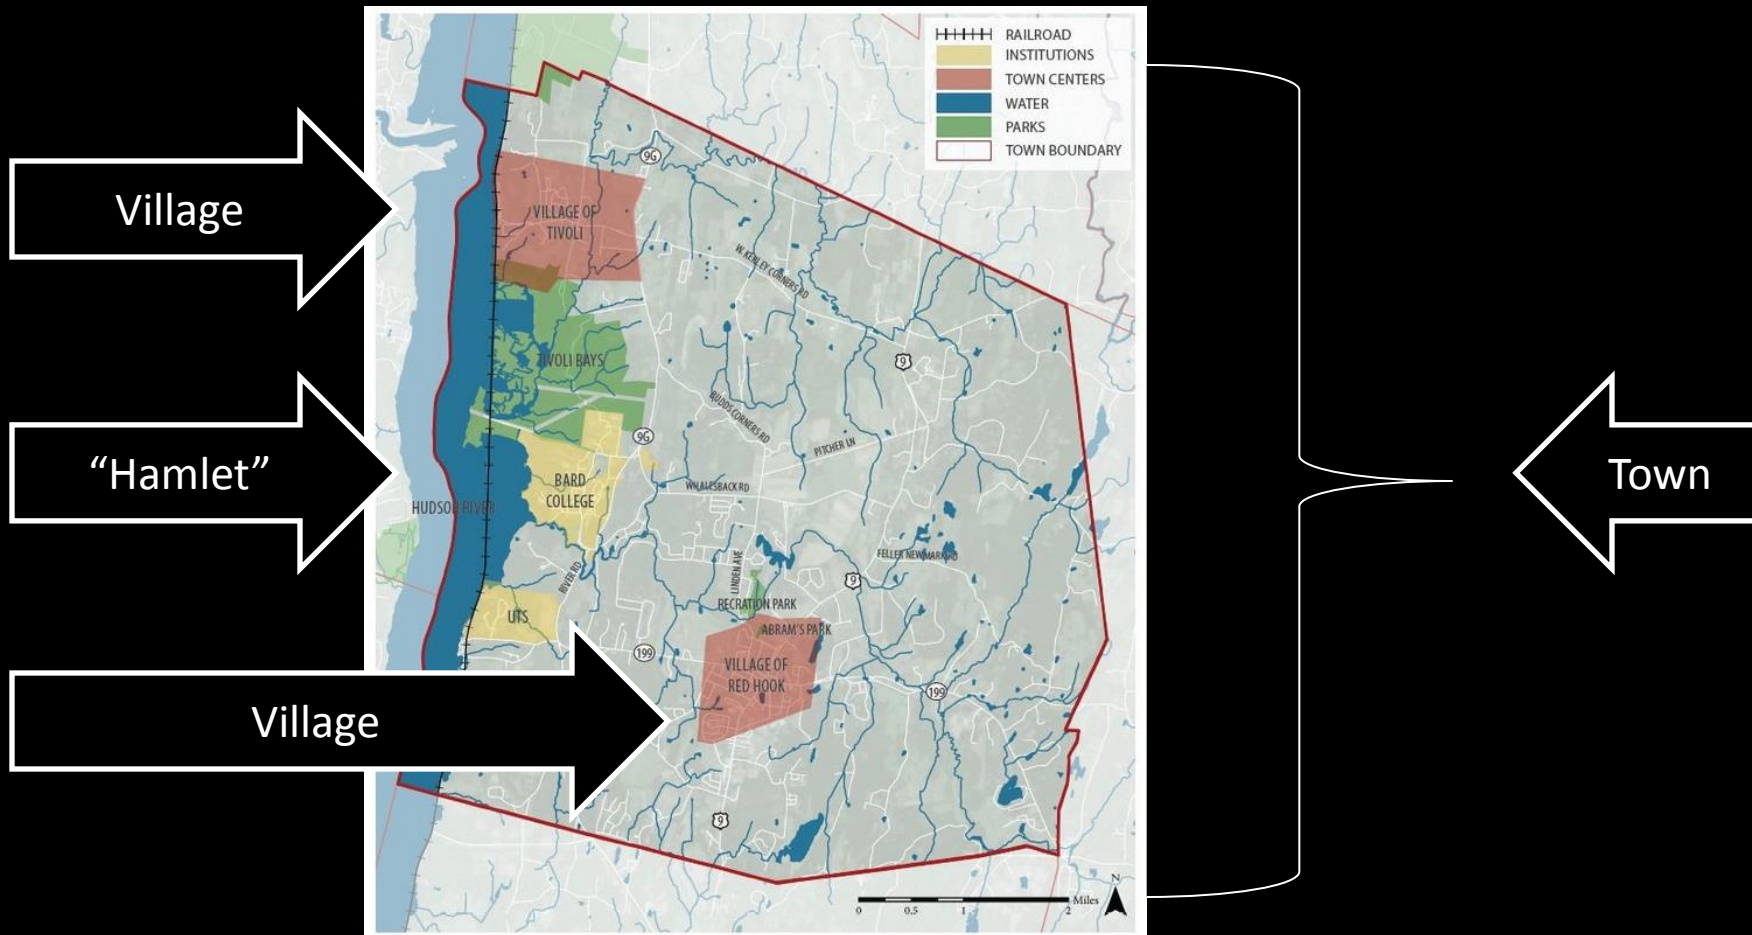 RAILROAD
INSTITUTIONS
TOWN CENTERS
WATER
PARKS
TOWN BOUNDARY
Village
9G
VILLAGE OF
TIVOLI
W KERLEY CORNERS RD
TIVOLI BAYS
9
BUDDS CORNERS RD
9G
PITCHER LN
“Hamlet”
Town
BARD
COLLEGE
WHALESBACK RD
HUDSON RIVER
FELLER NEWMARK RD
LINDEN AVE
RIVER RD
9
RECRATION PARK
UTS
ABRAM'S PARK
199
VILLAGE OF
RED HOOK
199
Village
9
N
Miles
0 0.5 1 2